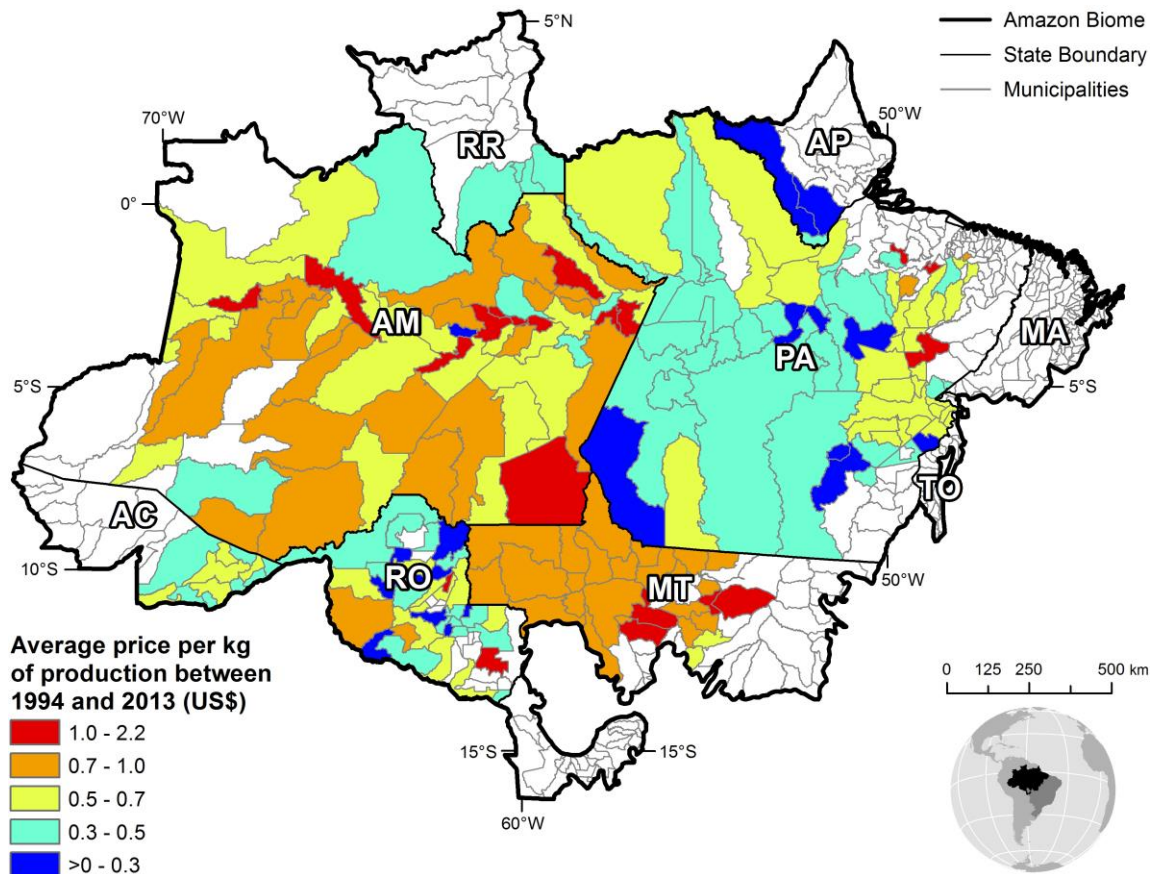 5°N
Amazon Biome
State Boundary
Municipalities
70°W
50°W
RR
AP
0°
AM
PA
MA
5°S
5°S
TO
AC
10°S
RO
MT
50°W
Average price per kg
of production between
1994 and 2013 (US$)
1.0 - 2.2
0.7 - 1.0
0.5 - 0.7
0.3 - 0.5
>0 - 0.3
0 125 250 500 km
15°S
15°S
60°W